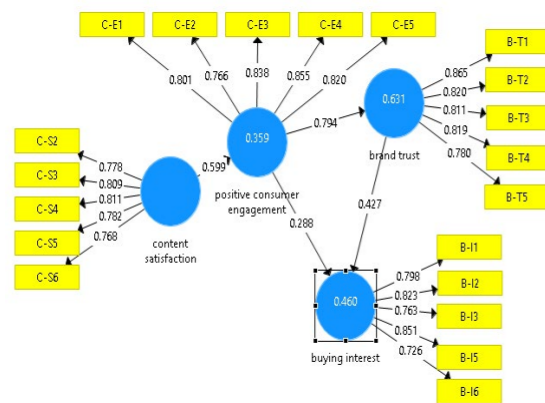 C-E1
C-E2
C-E3
C-E4
C-E5
0.801
0.766
0.838
0.855
0.820
B-T1
B-T2
B-T3
B-T4
B-T5
0.865
0.820
0.811
0.819
0.780
0.631
brand trust
0.794
0.359
positive consumer
engagement
0.599
C-S2
C-S3
C-S4
C-S5
C-S6
0.778
0.809
0.811
0.782
0.768
content
satisfaction
0.288
0.427
0.460
buying interest
0.798
0.823
0.763
0.851
0.726
B-I1
B-I2
B-I3
B-I5
B-I6